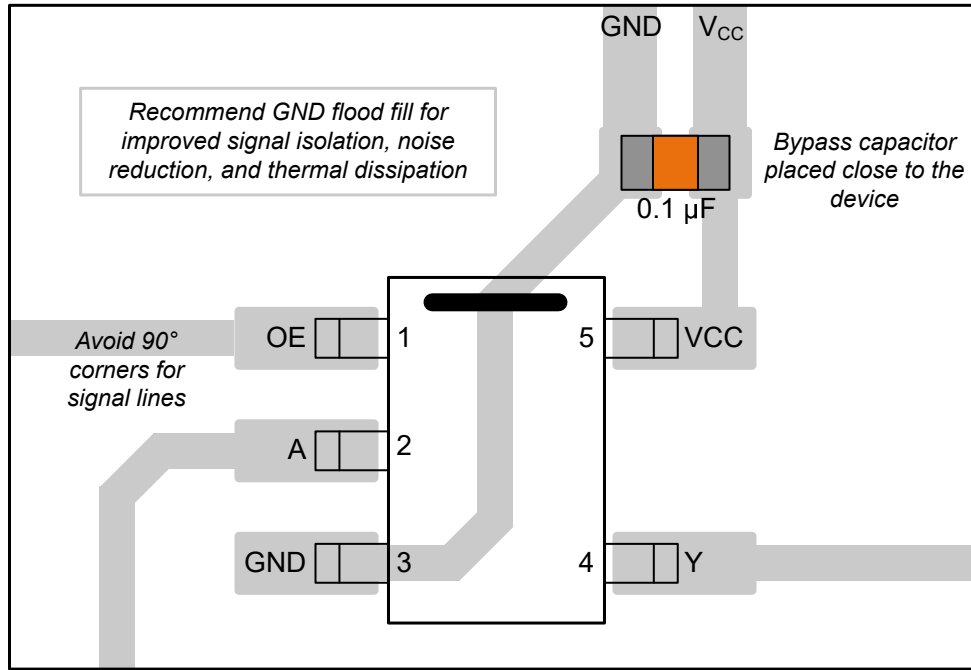 GND
VCC
Recommend GND flood fill for
improved signal isolation, noise
reduction, and thermal dissipation
Bypass capacitor
placed close to the
device
0.1 µF
OE
1
5
VCC
Avoid 90°
corners for
signal lines
A
2
GND
3
4
Y